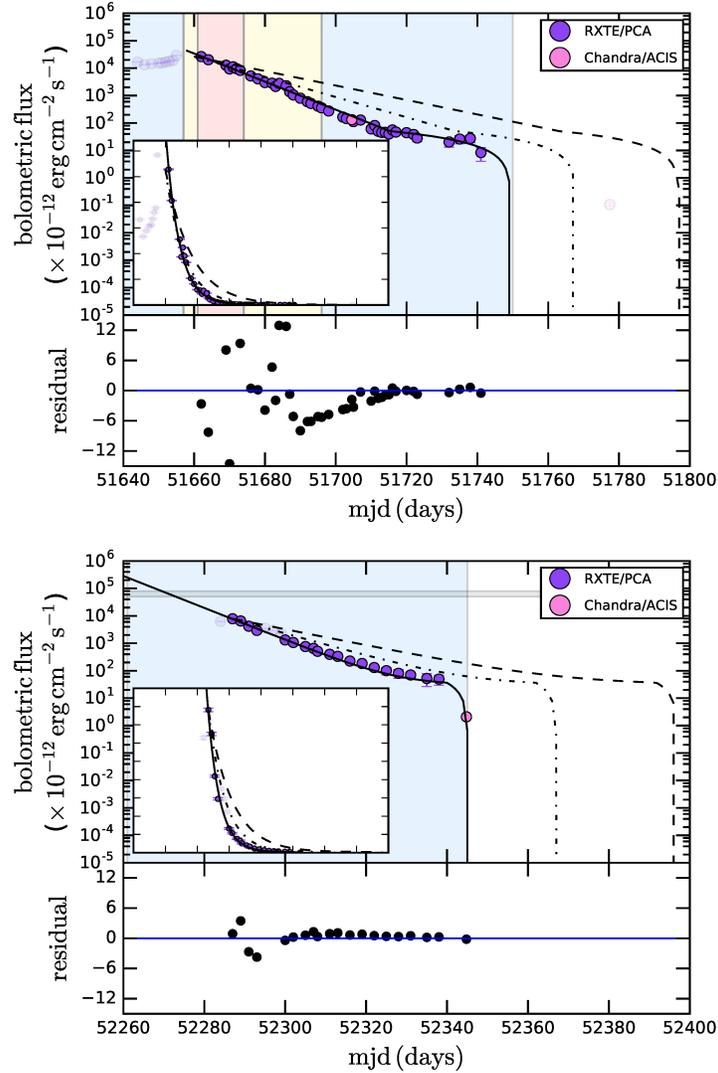 10^6
10^5
10^4
10^3
10^2
10^1
10^0
10^-1
10^-2
10^-3
10^-4
10^-5
bolometric flux
(× 10^−12 erg cm^−2 s^−1)
RXTE/PCA
Chandra/ACIS
12
6
0
−6
−12
residual
51640 51660 51680 51700 51720 51740 51760 51780 51800
mjd (days)
10^6
10^5
10^4
10^3
10^2
10^1
10^0
10^-1
10^-2
10^-3
10^-4
10^-5
bolometric flux
(× 10^−12 erg cm^−2 s^−1)
RXTE/PCA
Chandra/ACIS
12
6
0
−6
−12
residual
52260 52280 52300 52320 52340 52360 52380 52400
mjd (days)